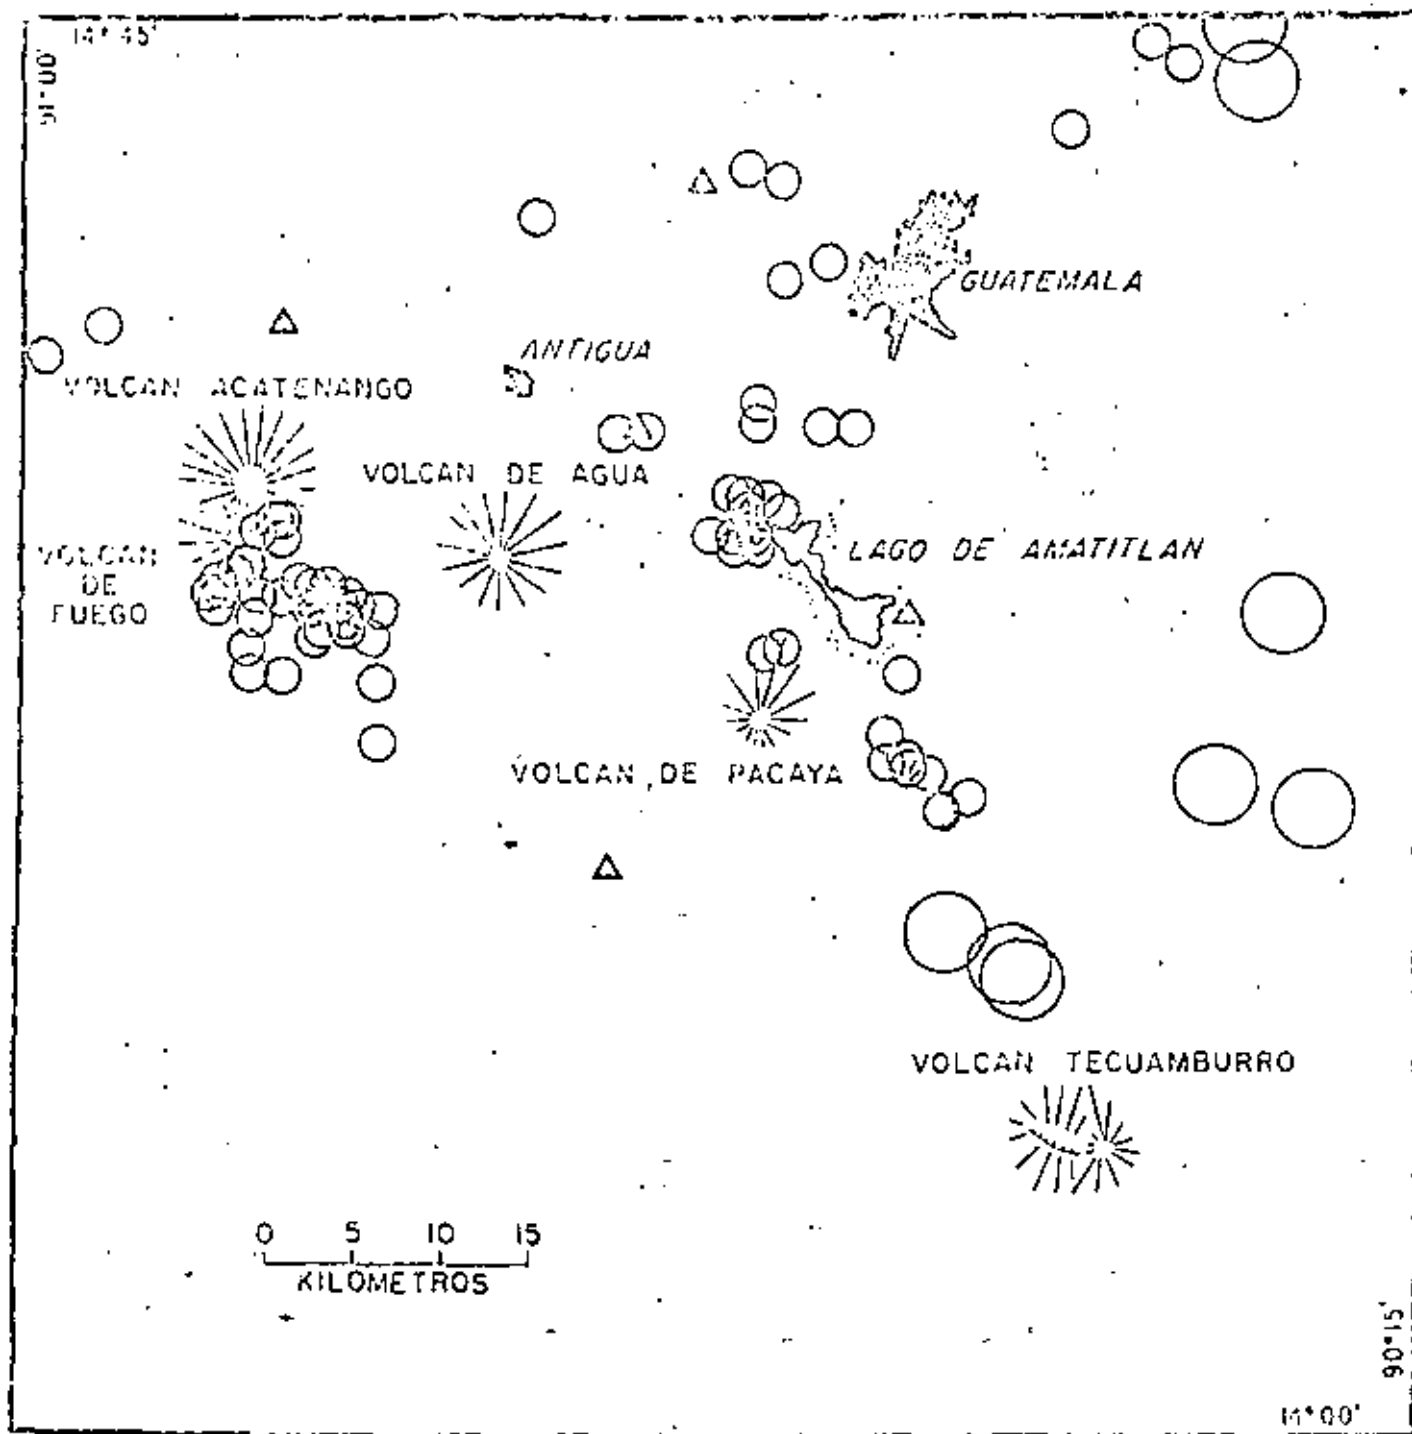 14°45'
91°00'
GUATEMALA
ANTIGUA
VOLCAN ACATENANGO
VOLCAN DE AGUA
LAGO DE AMATITLAN
VOLCAN
DE
FUEGO
VOLCAN DE PACAYA
VOLCAN TECUAMBURRO
0 5 10 15
KILOMETROS
90°15'
14°00'